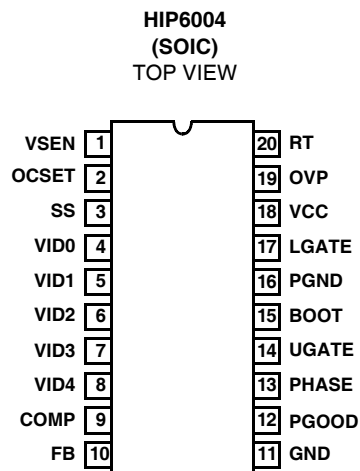 HIP6004
(SOIC)
TOP VIEW
VSEN 1 20 RT
OCSET 2 19 OVP
SS 3 18 VCC
VID0 4 17 LGATE
VID1 5 16 PGND
VID2 6 15 BOOT
VID3 7 14 UGATE
VID4 8 13 PHASE
COMP 9 12 PGOOD
FB 10 11 GND